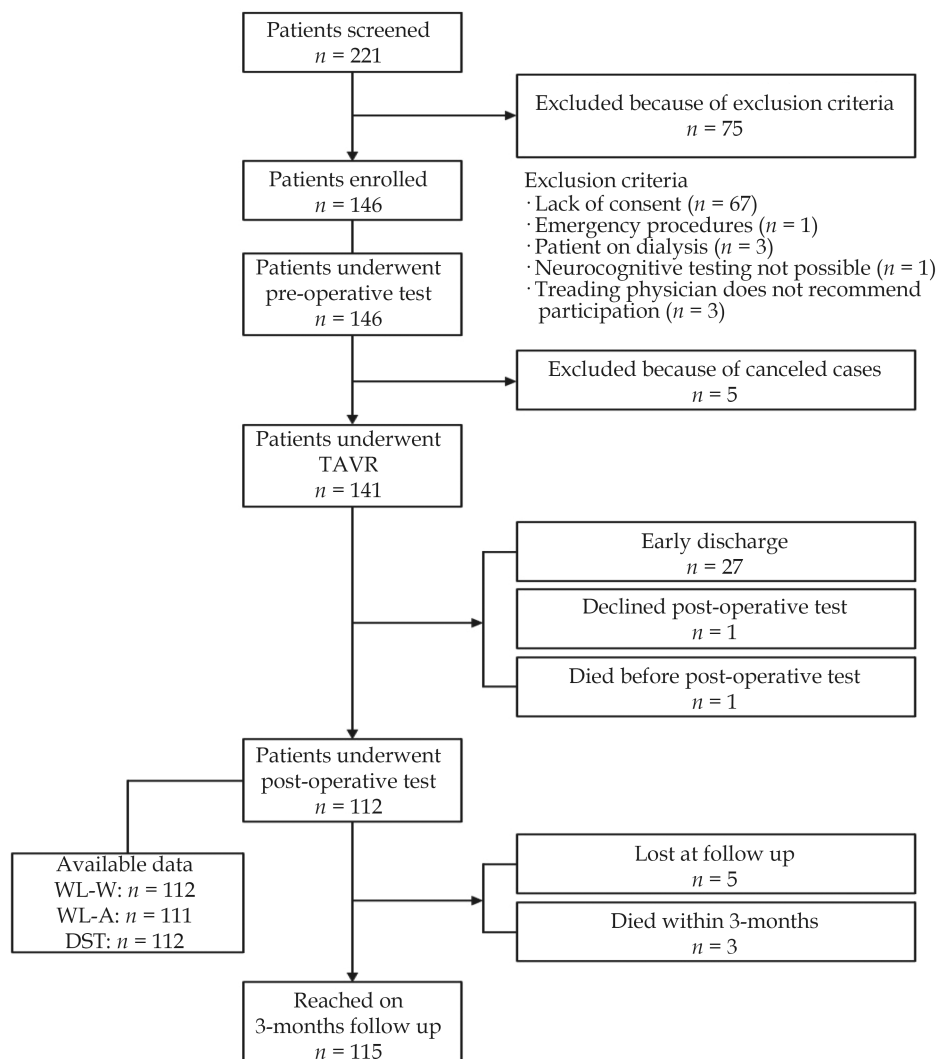 Patients screened
n = 221
Excluded because of exclusion criteria
n = 75
Patients enrolled
n = 146
Exclusion criteria
·Lack of consent (n = 67)
·Emergency procedures (n = 1)
·Patient on dialysis (n = 3)
·Neurocognitive testing not possible (n = 1)
·Treading physician does not recommend
participation (n = 3)
Patients underwent
pre-operative test
n = 146
Excluded because of canceled cases
n = 5
Patients underwent
TAVR
n = 141
Early discharge
n = 27
Declined post-operative test
n = 1
Died before post-operative test
n = 1
Patients underwent
post-operative test
n = 112
Available data
WL-W: n = 112
WL-A: n = 111
DST: n = 112
Lost at follow up
n = 5
Died within 3-months
n = 3
Reached on
3-months follow up
n = 115